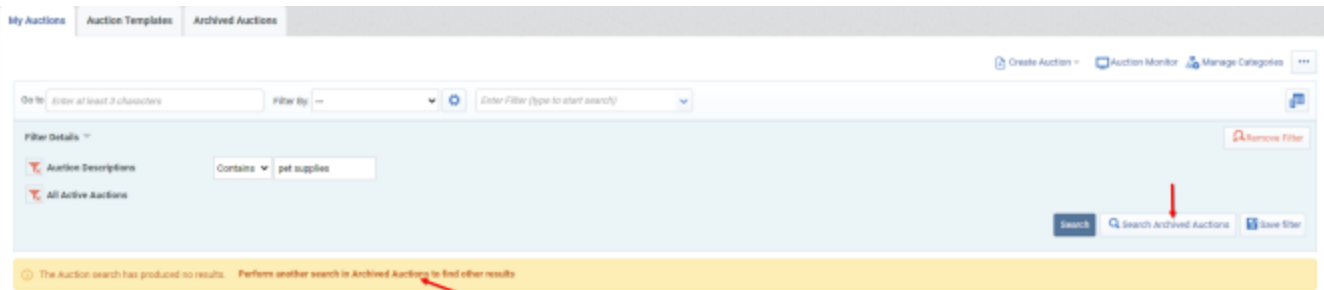 My Auctions Auction Templates Archived Auctions
Create Auction Auction Monitor Manage Categories ...
Go to: Enter at least 3 characters Filter By: --- Enter Filter (type to start search)
Filter Details Remove Filter
Auction Descriptions Contains pet supplies
All Active Auctions
Search Search Archived Auctions Save filter
The Auction search has produced no results. Perform another search in Archived Auctions to find other results